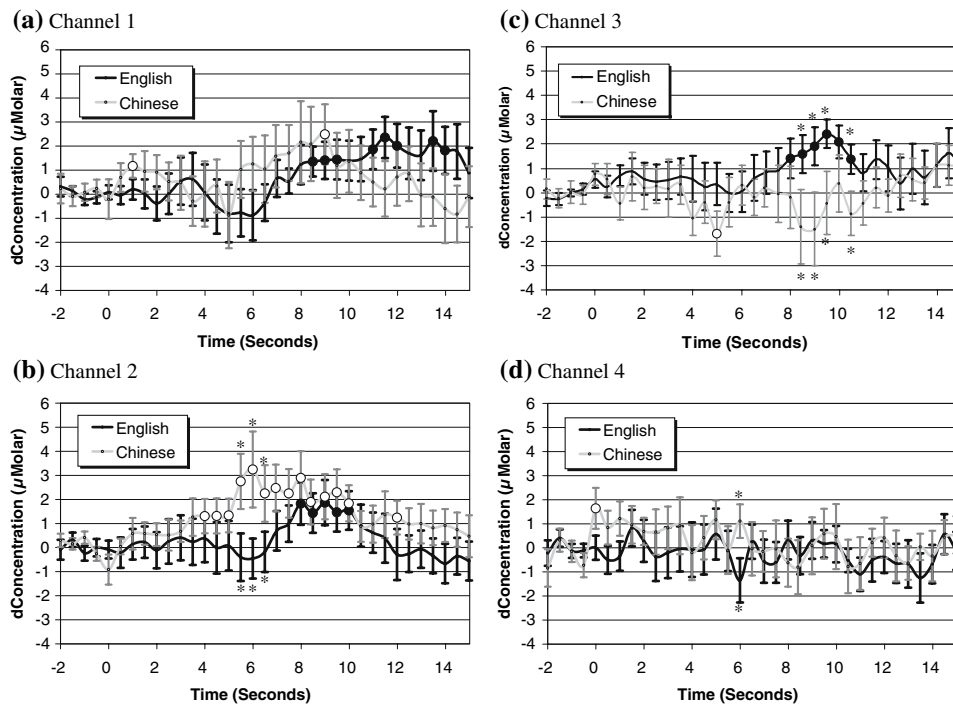 (a) Channel 1
6
5
4
3
2
1
0
-1
-2
-3
-4
dConcentration (µMolar)
English
Chinese
-2 0 2 4 6 8 10 12 14
Time (Seconds)
(b) Channel 2
6
5
4
3
2
1
0
-1
-2
-3
-4
dConcentration (µMolar)
English
Chinese
* * *
** *
-2 0 2 4 6 8 10 12 14
Time (Seconds)
(c) Channel 3
6
5
4
3
2
1
0
-1
-2
-3
-4
dConcentration (µMolar)
English
Chinese
* * * *
** * *
-2 0 2 4 6 8 10 12 14
Time (Seconds)
(d) Channel 4
6
5
4
3
2
1
0
-1
-2
-3
-4
dConcentration (µMolar)
English
Chinese
*
*
-2 0 2 4 6 8 10 12 14
Time (Seconds)